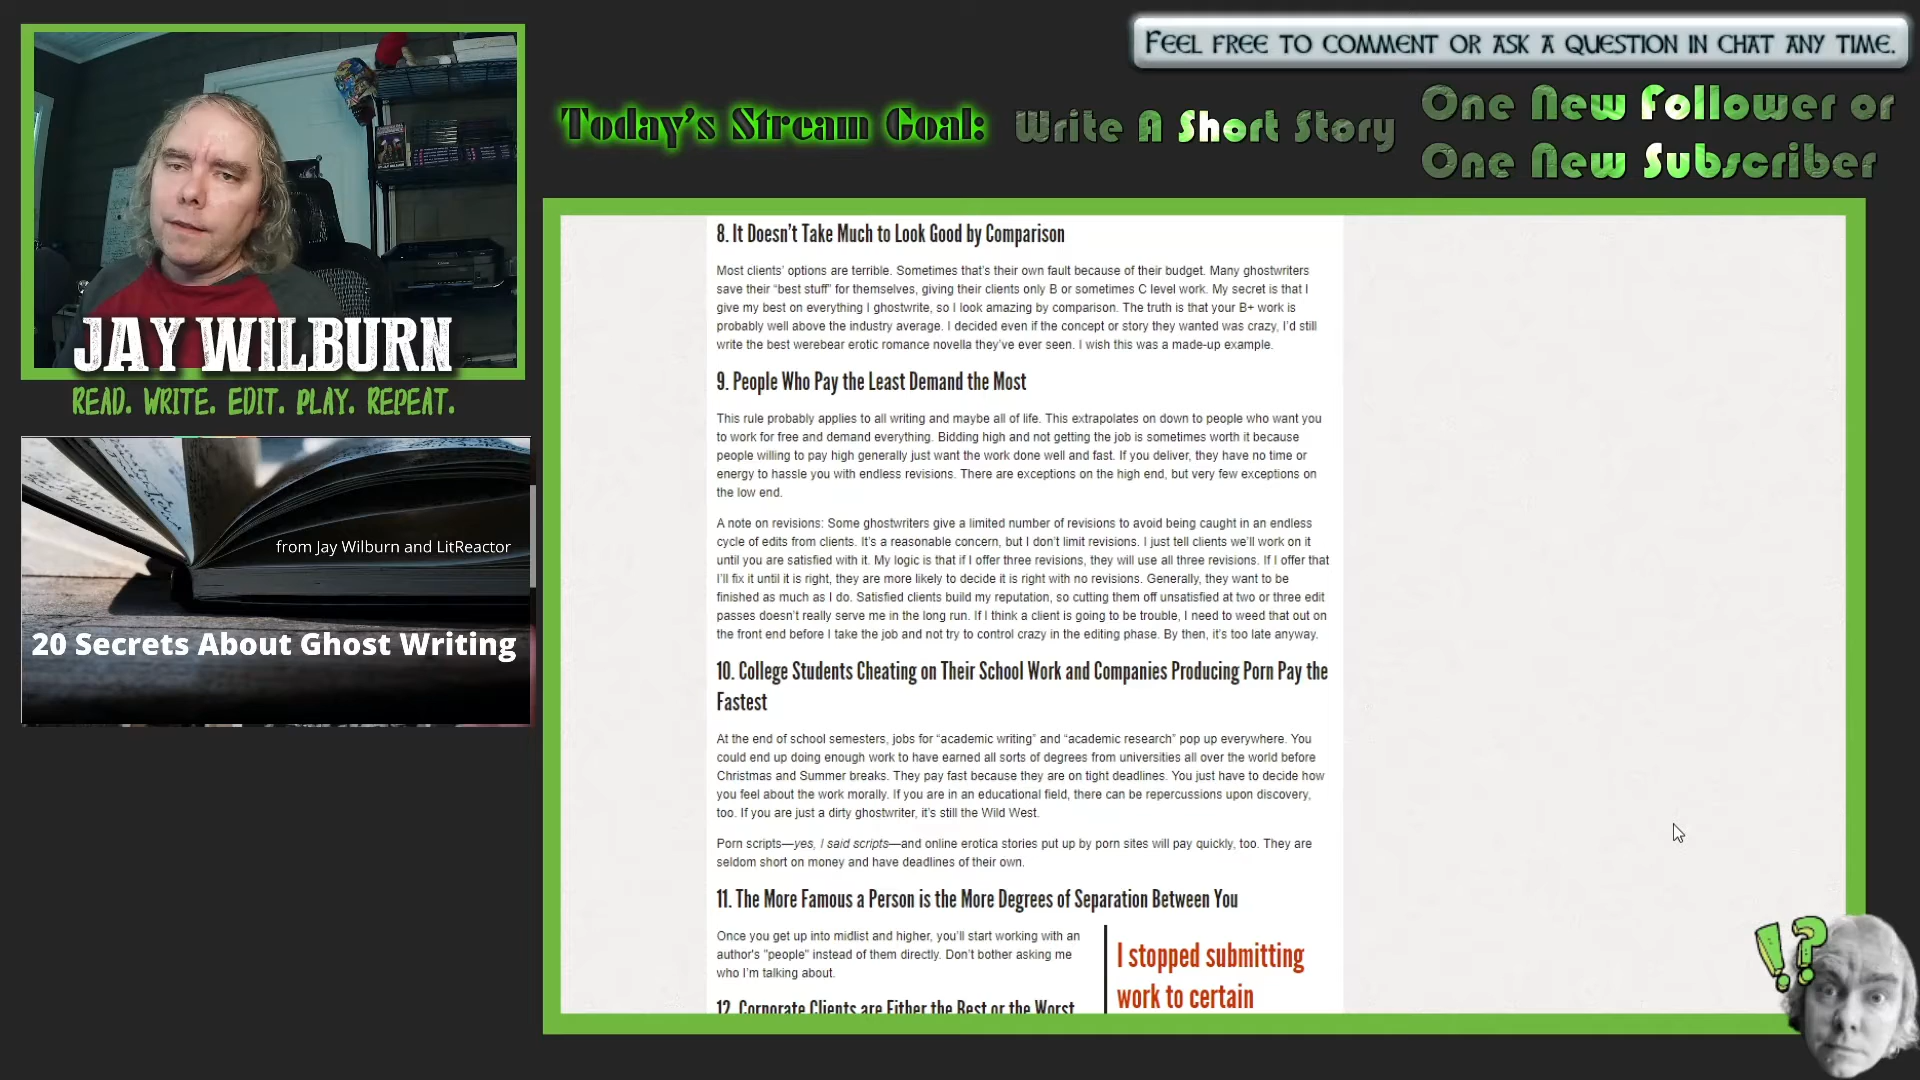 FEEL FREE TO COMMENT OR ASK A QUESTION IN CHAT ANY TIME.
Today's Stream Goal:
Write A Short Story
One New Follower or
One New Subscriber
JAY WILBURN
READ. WRITE. EDIT. PLAY. REPEAT.
from Jay Wilburn and LitReactor
20 Secrets About Ghost Writing
8. It Doesn't Take Much to Look Good by Comparison
Most clients' options are terrible. Sometimes that's their own fault because of their budget. Many ghostwriters
save their “best stuff” for themselves, giving their clients only B or sometimes C level work. My secret is that I
give my best on everything I ghostwrite, so I look amazing by comparison. The truth is that your B+ work is
probably well above the industry average. I decided even if the concept or story they wanted was crazy, I'd still
write the best werebear erotic romance novella they've ever seen. I wish this was a made-up example.
9. People Who Pay the Least Demand the Most
This rule probably applies to all writing and maybe all of life. This extrapolates on down to people who want you
to work for free and demand everything. Bidding high and not getting the job is sometimes worth it because
people willing to pay high generally just want the work done well and fast. If you deliver, they have no time or
energy to hassle you with endless revisions. There are exceptions on the high end, but very few exceptions on
the low end.
A note on revisions: Some ghostwriters give a limited number of revisions to avoid being caught in an endless
cycle of edits from clients. It's a reasonable concern, but I don't limit revisions. I just tell clients we'll work on it
until you are satisfied with it. My logic is that if I offer three revisions, they will use all three revisions. If I offer that
I'll fix it until it is right, they are more likely to decide it is right with no revisions. Generally, they want to be
finished as much as I do. Satisfied clients build my reputation, so cutting them off unsatisfied at two or three edit
passes doesn't really serve me in the long run. If I think a client is going to be trouble, I need to weed that out on
the front end before I take the job and not try to control crazy in the editing phase. By then, it's too late anyway.
10. College Students Cheating on Their School Work and Companies Producing Porn Pay the
Fastest
At the end of school semesters, jobs for “academic writing” and “academic research” pop up everywhere. You
could end up doing enough work to have earned all sorts of degrees from universities all over the world before
Christmas and Summer breaks. They pay fast because they are on tight deadlines. You just have to decide how
you feel about the work morally. If you are in an educational field, there can be repercussions upon discovery,
too. If you are just a dirty ghostwriter, it's still the Wild West.
Porn scripts—yes, I said scripts—and online erotica stories put up by porn sites will pay quickly, too. They are
seldom short on money and have deadlines of their own.
11. The More Famous a Person is the More Degrees of Separation Between You
Once you get up into midlist and higher, you'll start working with an
author's "people" instead of them directly. Don't bother asking me
who I'm talking about.
12. Corporate Clients are Either the Best or the Worst
I stopped submitting
work to certain
!?